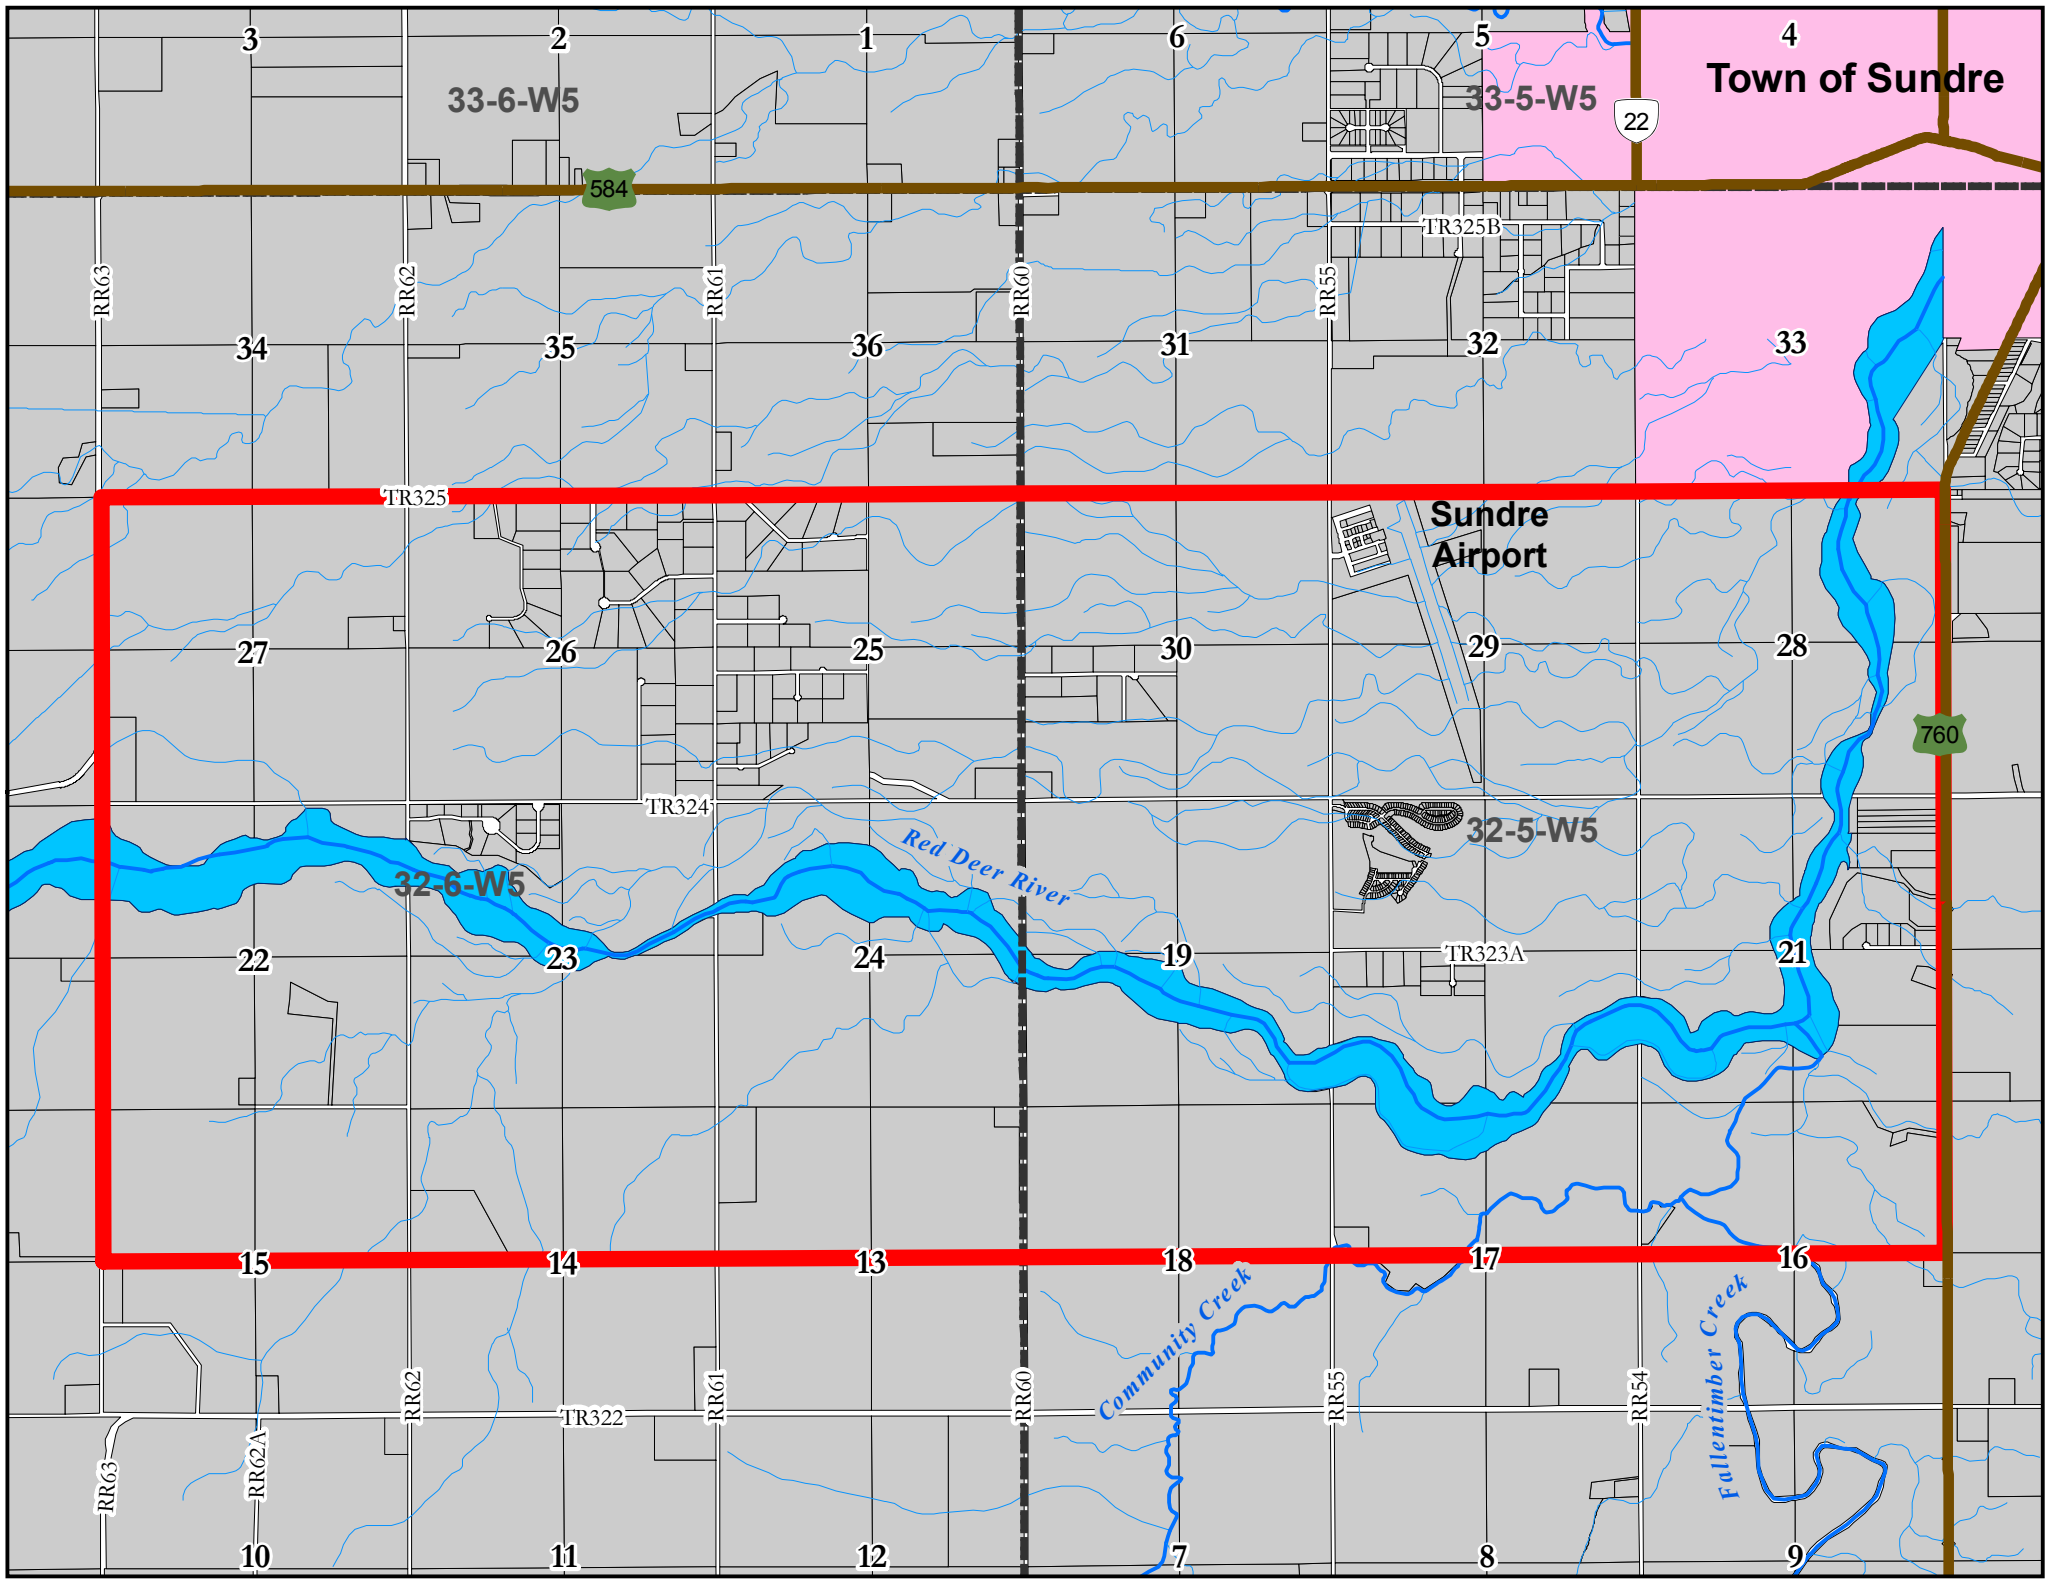 3
2
1
6
5
4
Town of Sundre
33-6-W5
33-5-W5
22
584
TR325B
RR63
RR62
RR61
RR60
RR55
34
35
36
31
32
33
TR325
Sundre
Airport
27
26
25
30
29
28
760
TR324
32-5-W5
Red Deer River
32-6-W5
22
23
24
19
TR323A
21
15
14
13
18
17
16
Community Creek
Fallentimber Creek
RR62
RR61
RR60
RR55
RR54
TR322
RR63
RR62A
10
11
12
7
8
9